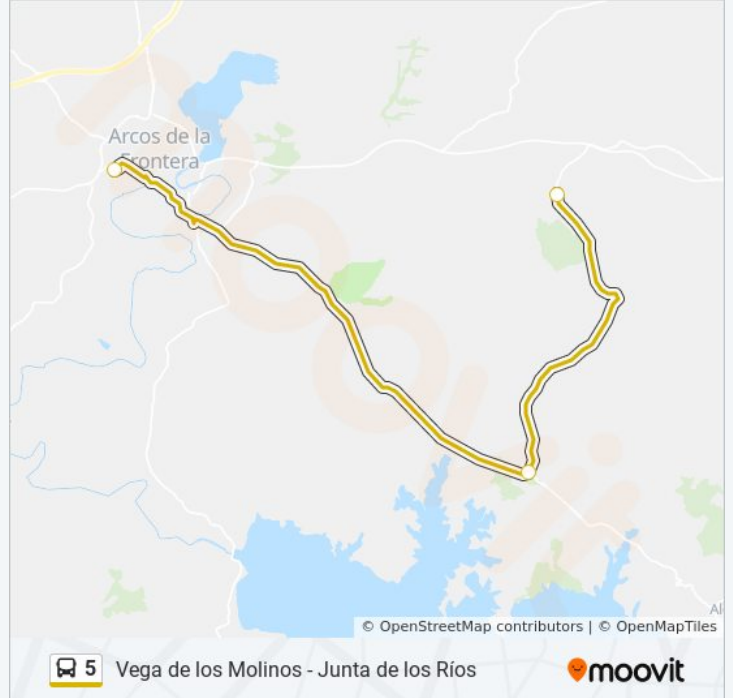 Arcos de la
Frontera
Al
© OpenStreetMap contributors | © OpenMapTiles
5 Vega de los Molinos - Junta de los Ríos
moovit